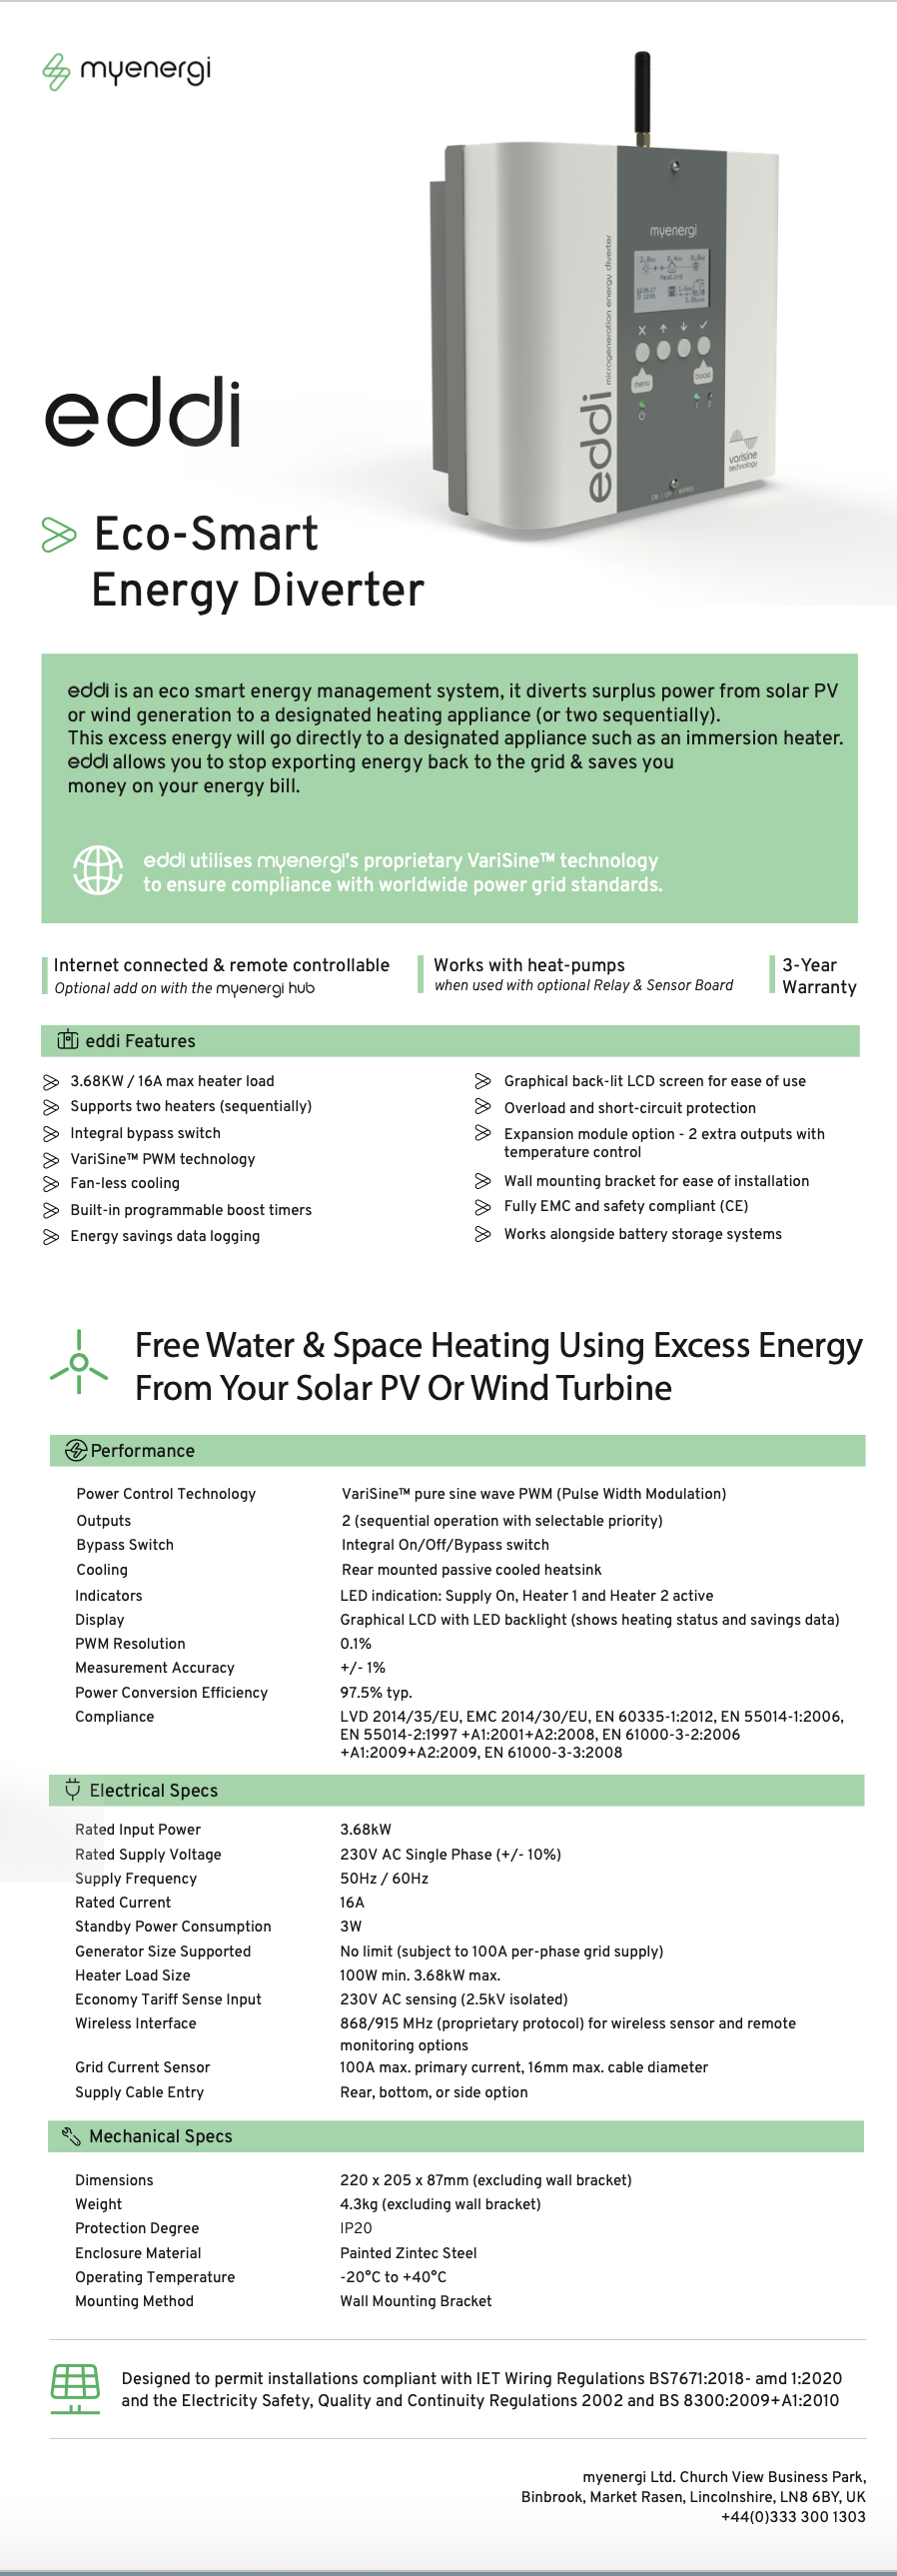 myenergi
myenergi
microgeneration energy diverter
eddi
Heating
menu
boost
varisine
technology
ON | OFF | BYPASS
eddi
Eco-Smart
Energy Diverter
eddi is an eco smart energy management system, it diverts surplus power from solar PV
or wind generation to a designated heating appliance (or two sequentially).
This excess energy will go directly to a designated appliance such as an immersion heater.
eddi allows you to stop exporting energy back to the grid & saves you
money on your energy bill.
eddi utilises myenergi's proprietary VariSine™ technology
to ensure compliance with worldwide power grid standards.
Internet connected & remote controllable
Optional add on with the myenergi hub
Works with heat-pumps
when used with optional Relay & Sensor Board
3-Year
Warranty
eddi Features
3.68KW / 16A max heater load
Supports two heaters (sequentially)
Integral bypass switch
VariSine™ PWM technology
Fan-less cooling
Built-in programmable boost timers
Energy savings data logging
Graphical back-lit LCD screen for ease of use
Overload and short-circuit protection
Expansion module option - 2 extra outputs with
temperature control
Wall mounting bracket for ease of installation
Fully EMC and safety compliant (CE)
Works alongside battery storage systems
Free Water & Space Heating Using Excess Energy
From Your Solar PV Or Wind Turbine
Performance
Power Control Technology VariSine™ pure sine wave PWM (Pulse Width Modulation)
Outputs 2 (sequential operation with selectable priority)
Bypass Switch Integral On/Off/Bypass switch
Cooling Rear mounted passive cooled heatsink
Indicators LED indication: Supply On, Heater 1 and Heater 2 active
Display Graphical LCD with LED backlight (shows heating status and savings data)
PWM Resolution 0.1%
Measurement Accuracy +/- 1%
Power Conversion Efficiency 97.5% typ.
Compliance LVD 2014/35/EU, EMC 2014/30/EU, EN 60335-1:2012, EN 55014-1:2006,
EN 55014-2:1997 +A1:2001+A2:2008, EN 61000-3-2:2006
+A1:2009+A2:2009, EN 61000-3-3:2008
Electrical Specs
Rated Input Power 3.68kW
Rated Supply Voltage 230V AC Single Phase (+/- 10%)
Supply Frequency 50Hz / 60Hz
Rated Current 16A
Standby Power Consumption 3W
Generator Size Supported No limit (subject to 100A per-phase grid supply)
Heater Load Size 100W min. 3.68kW max.
Economy Tariff Sense Input 230V AC sensing (2.5kV isolated)
Wireless Interface 868/915 MHz (proprietary protocol) for wireless sensor and remote
monitoring options
Grid Current Sensor 100A max. primary current, 16mm max. cable diameter
Supply Cable Entry Rear, bottom, or side option
Mechanical Specs
Dimensions 220 x 205 x 87mm (excluding wall bracket)
Weight 4.3kg (excluding wall bracket)
Protection Degree IP20
Enclosure Material Painted Zintec Steel
Operating Temperature -20°C to +40°C
Mounting Method Wall Mounting Bracket
Designed to permit installations compliant with IET Wiring Regulations BS7671:2018- amd 1:2020
and the Electricity Safety, Quality and Continuity Regulations 2002 and BS 8300:2009+A1:2010
myenergi Ltd. Church View Business Park,
Binbrook, Market Rasen, Lincolnshire, LN8 6BY, UK
+44(0)333 300 1303